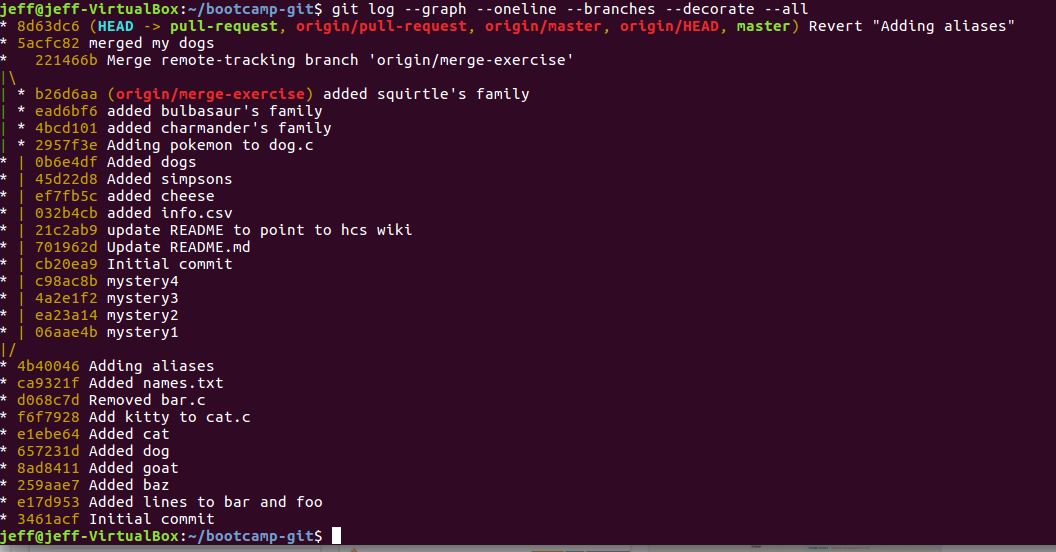 jeff@jeff-VirtualBox:~/bootcamp-git$ git log --graph --oneline --branches --decorate --all
* 8d63dc6 (HEAD -> pull-request, origin/pull-request, origin/master, origin/HEAD, master) Revert "Adding aliases"
* 5acfc82 merged my dogs
*   221466b Merge remote-tracking branch 'origin/merge-exercise'
|\
| * b26d6aa (origin/merge-exercise) added squirtle's family
| * ead6bf6 added bulbasaur's family
| * 4bcd101 added charmander's family
| * 2957f3e Adding pokemon to dog.c
* | 0b6e4df Added dogs
* | 45d22d8 Added simpsons
* | ef7fb5c added cheese
* | 032b4cb added info.csv
* | 21c2ab9 update README to point to hcs wiki
* | 701962d Update README.md
* | cb20ea9 Initial commit
* | c98ac8b mystery4
* | 4a2e1f2 mystery3
* | ea23a14 mystery2
* | 06aae4b mystery1
|/
* 4b40046 Adding aliases
* ca9321f Added names.txt
* d068c7d Removed bar.c
* f6f7928 Add kitty to cat.c
* e1ebe64 Added cat
* 657231d Added dog
* 8ad8411 Added goat
* 259aae7 Added baz
* e17d953 Added lines to bar and foo
* 3461acf Initial commit
jeff@jeff-VirtualBox:~/bootcamp-git$